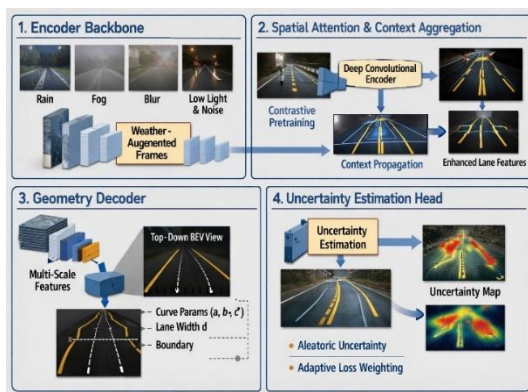 1. Encoder Backbone
Rain
Fog
Blur
Low Light
& Noise
Weather -
Augenated
Frames
2. Spatial Attention & Context Aggregation
Deep Convolutional
Encoder
Contrastive
Pretraining
Context Propagation
Enhanced Lane Features
3. Geometry Decoder
Multi-Scale
Features
Top-Down BEV View
Curve Params
Lane Width d
Boundary
4. Uncertainty Estimation Head
Uncertainty
Estimation
Uncertainty Map
• Aleatoric Uncertainty
• Adaptive Loss Weighting